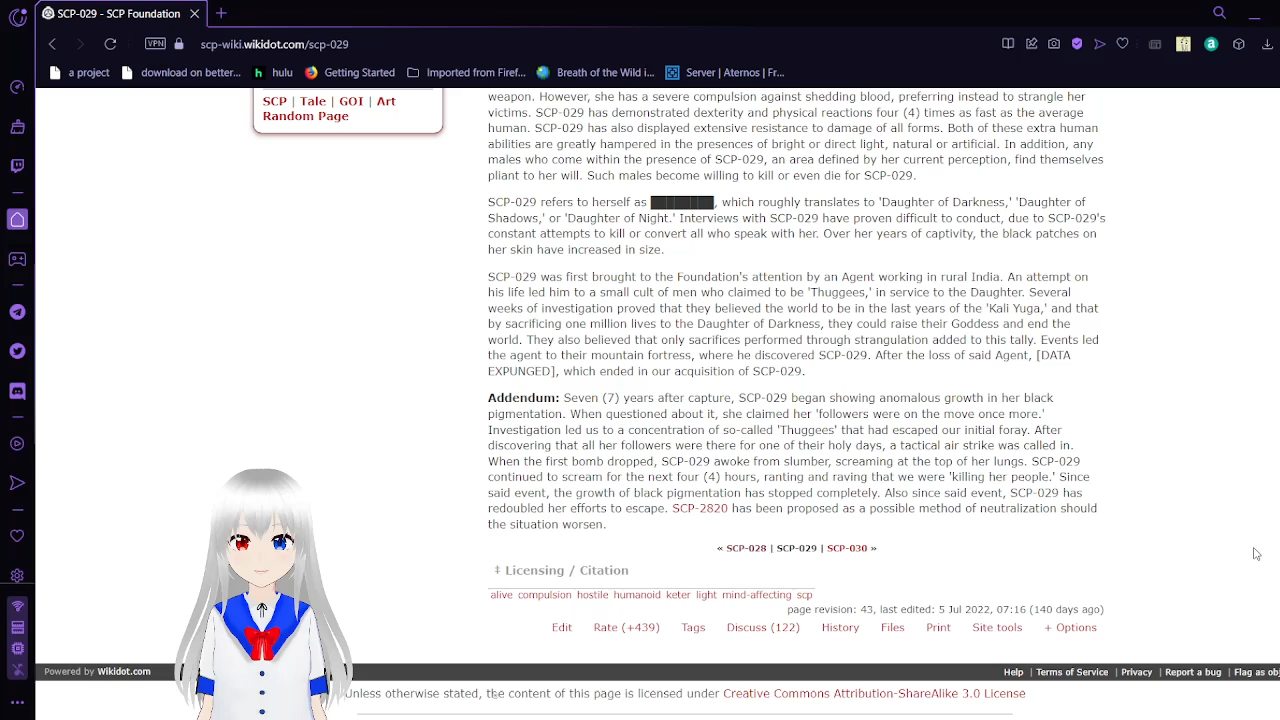 SCP-029 - SCP Foundation
VPN scp-wiki.wikidot.com/scp-029
a project download on better... hulu Getting Started Imported from Firef... Breath of the Wild i... Server | Aternos | Fr...
SCP | Tale | GOI | Art
Random Page
weapon. However, she has a severe compulsion against shedding blood, preferring instead to strangle her
victims. SCP-029 has demonstrated dexterity and physical reactions four (4) times as fast as the average
human. SCP-029 has also displayed extensive resistance to damage of all forms. Both of these extra human
abilities are greatly hampered in the presences of bright or direct light, natural or artificial. In addition, any
males who come within the presence of SCP-029, an area defined by her current perception, find themselves
pliant to her will. Such males become willing to kill or even die for SCP-029.
SCP-029 refers to herself as ████████, which roughly translates to 'Daughter of Darkness,' 'Daughter of
Shadows,' or 'Daughter of Night.' Interviews with SCP-029 have proven difficult to conduct, due to SCP-029's
constant attempts to kill or convert all who speak with her. Over her years of captivity, the black patches on
her skin have increased in size.
SCP-029 was first brought to the Foundation's attention by an Agent working in rural India. An attempt on
his life led him to a small cult of men who claimed to be 'Thuggees,' in service to the Daughter. Several
weeks of investigation proved that they believed the world to be in the last years of the 'Kali Yuga,' and that
by sacrificing one million lives to the Daughter of Darkness, they could raise their Goddess and end the
world. They also believed that only sacrifices performed through strangulation added to this tally. Events led
the agent to their mountain fortress, where he discovered SCP-029. After the loss of said Agent, [DATA
EXPUNGED], which ended in our acquisition of SCP-029.
Addendum: Seven (7) years after capture, SCP-029 began showing anomalous growth in her black
pigmentation. When questioned about it, she claimed her 'followers were on the move once more.'
Investigation led us to a concentration of so-called 'Thuggees' that had escaped our initial foray. After
discovering that all her followers were there for one of their holy days, a tactical air strike was called in.
When the first bomb dropped, SCP-029 awoke from slumber, screaming at the top of her lungs. SCP-029
continued to scream for the next four (4) hours, ranting and raving that we were 'killing her people.' Since
said event, the growth of black pigmentation has stopped completely. Also since said event, SCP-029 has
redoubled her efforts to escape. SCP-2820 has been proposed as a possible method of neutralization should
the situation worsen.
« SCP-028 | SCP-029 | SCP-030 »
‡ Licensing / Citation
alive compulsion hostile humanoid keter light mind-affecting scp
page revision: 43, last edited: 5 Jul 2022, 07:16 (140 days ago)
Edit Rate (+439) Tags Discuss (122) History Files Print Site tools + Options
Powered by Wikidot.com Help | Terms of Service | Privacy | Report a bug | Flag as obj
Unless otherwise stated, the content of this page is licensed under Creative Commons Attribution-ShareAlike 3.0 License